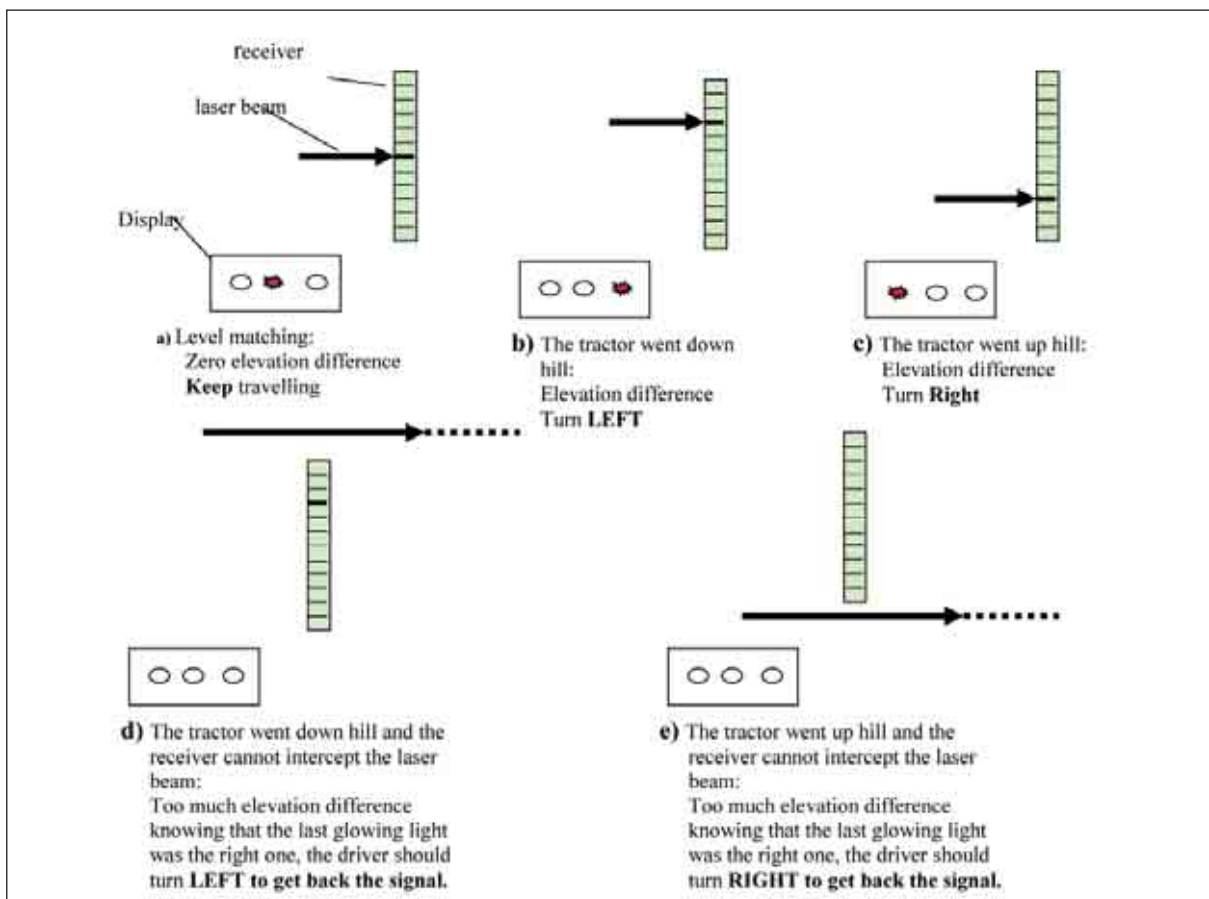 receiver
laser beam
Display
a) Level matching:
Zero elevation difference
Keep travelling
b) The tractor went down
hill:
Elevation difference
Turn LEFT
c) The tractor went up hill:
Elevation difference
Turn Right
d) The tractor went down hill and the
receiver cannot intercept the laser
beam:
Too much elevation difference
knowing that the last glowing light
was the right one, the driver should
turn LEFT to get back the signal.
e) The tractor went up hill and the
receiver cannot intercept the laser
beam:
Too much elevation difference
knowing that the last glowing light
was the right one, the driver should
turn RIGHT to get back the signal.